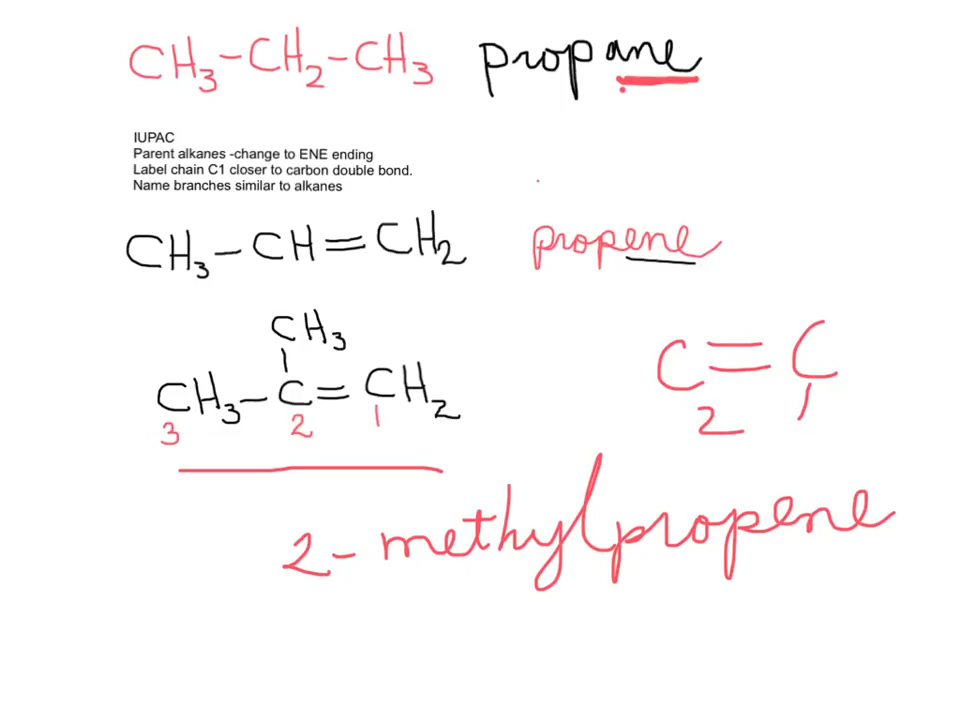 CH3-CH2-CH3 propane
IUPAC
Parent alkanes -change to ENE ending
Label chain C1 closer to carbon double bond.
Name branches similar to alkanes
CH3-CH=CH2 propene
CH3
CH3-C=CH2 C=C
3 2 1 2 1
2-methylpropene